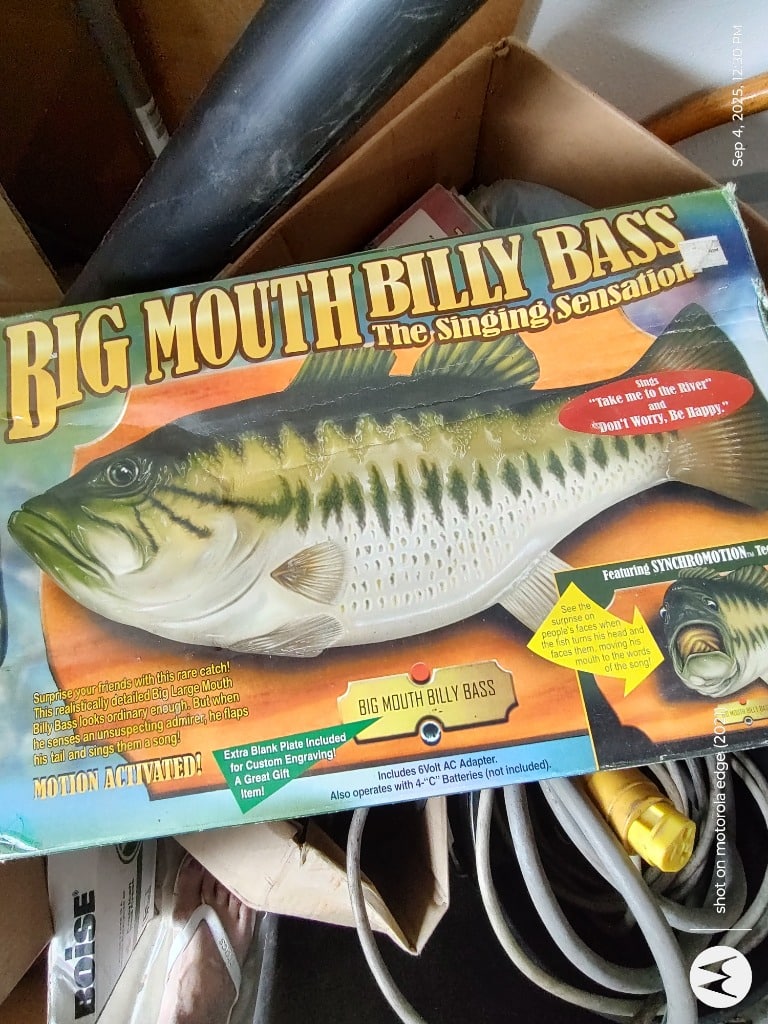 BIG MOUTH BILLY BASS
The Singing Sensation
Sings
"Take me to the River"
and
"Don't Worry, Be Happy."
Featuring SYNCHROMOTION™
See the
surprise on
people's faces when
the fish turns his head and
faces them, moving his
mouth to the words
of the song!
Surprise your friends with this rare catch!
This realistically detailed Big Large Mouth
Billy Bass looks ordinary enough. But when
he senses an unsuspecting admirer, he flaps
his tail and sings them a song!
MOTION ACTIVATED!
BIG MOUTH BILLY BASS
Extra Blank Plate Included
for Custom Engraving!
A Great Gift
Item!
Includes 6Volt AC Adapter.
Also operates with 4-"C" Batteries (not included).
BIG MOUTH BILLY
BOISE®
Sep 4, 2025, 12:30 PM
shot on motorola edge